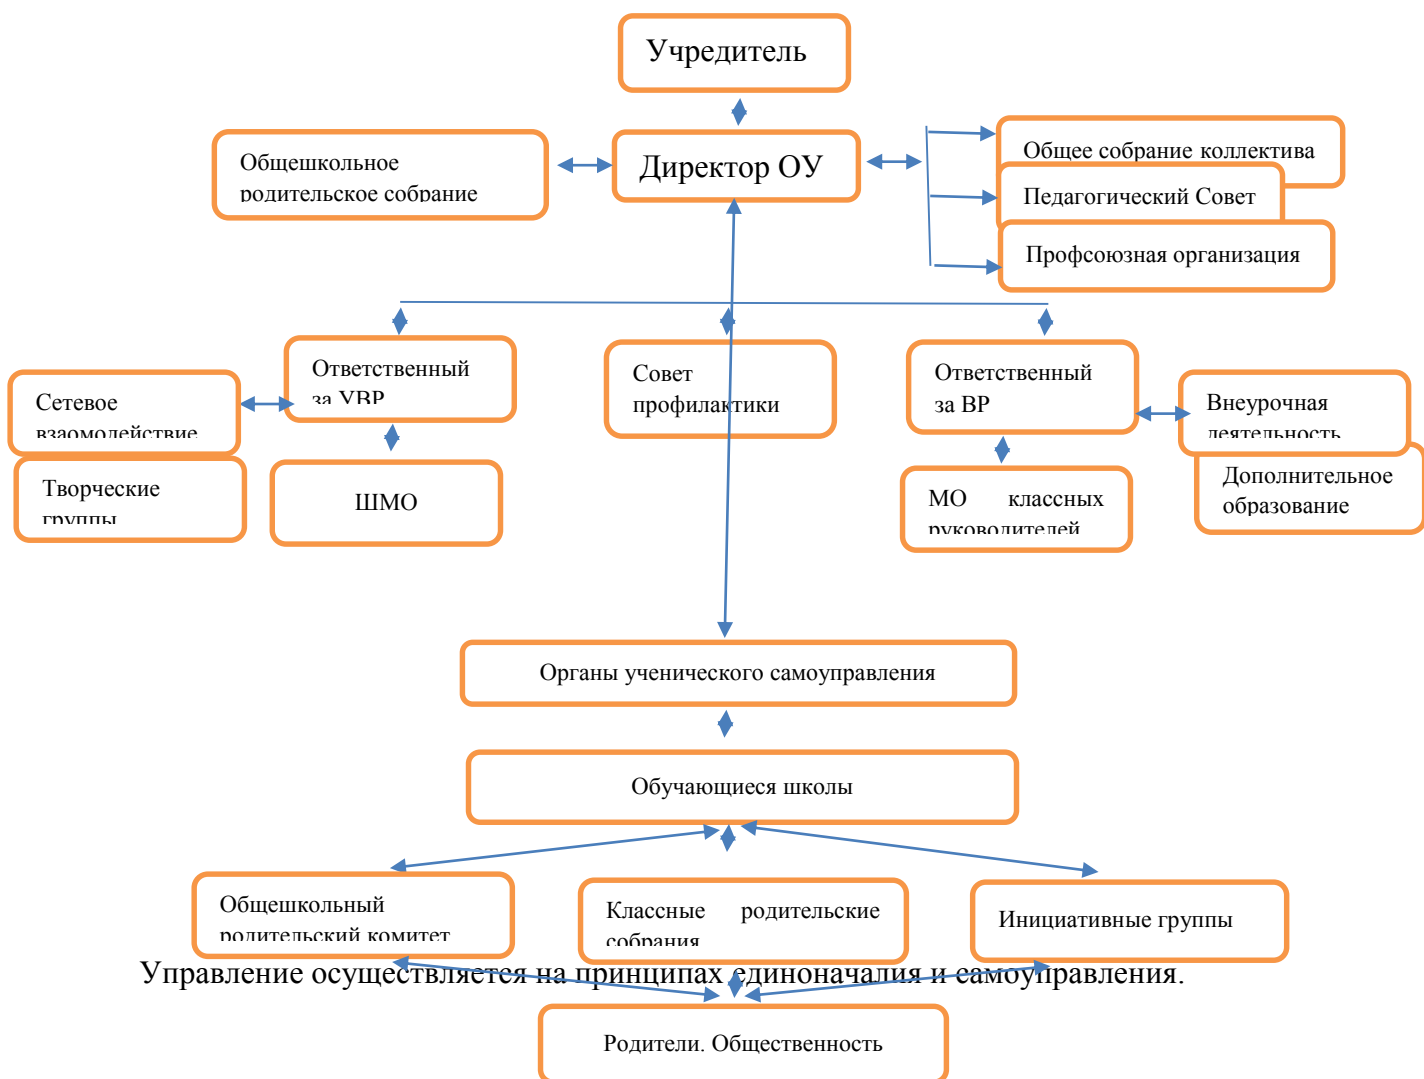 Учредитель
Общешкольное
родительское собрание
Директор ОУ
Общее собрание коллектива
Педагогический Совет
Профсоюзная организация
Ответственный
за УВР
Совет
профилактики
Ответственный
за ВР
Сетевое
взаомодействие
Внеурочная
деятельность
Творческие
группы
ШМО
МО классных
руководителей
Дополнительное
образование
Органы ученического самоуправления
Обучающиеся школы
Общешкольный
родительский комитет
Классные родительские
собрания
Инициативные группы
Управление осуществляется на принципах единоначалия и самоуправления.
Родители. Общественность